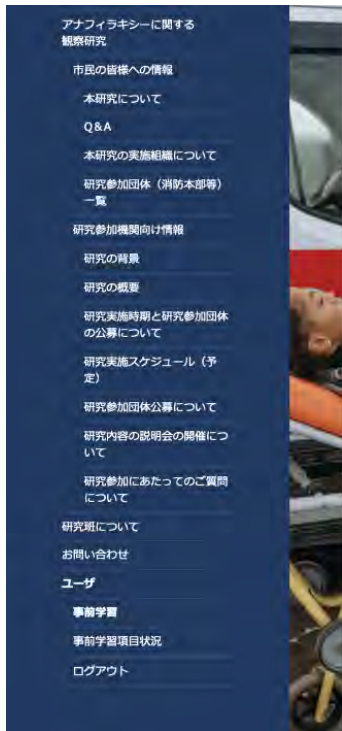 アナフィラキシーに関する
観察研究
市民の皆様への情報
本研究について
Q&A
本研究の実施組織について
研究参加団体（消防本部等）
一覧
研究参加機関向け情報
研究の背景
研究の概要
研究実施時期と研究参加団体
の公募について
研究実施スケジュール（予
定）
研究参加団体公募について
研究内容の説明会の開催につ
いて
研究参加にあたってのご質問
について
研究班について
お問い合わせ
ユーザ
事前学習
事前学習項目状況
ログアウト